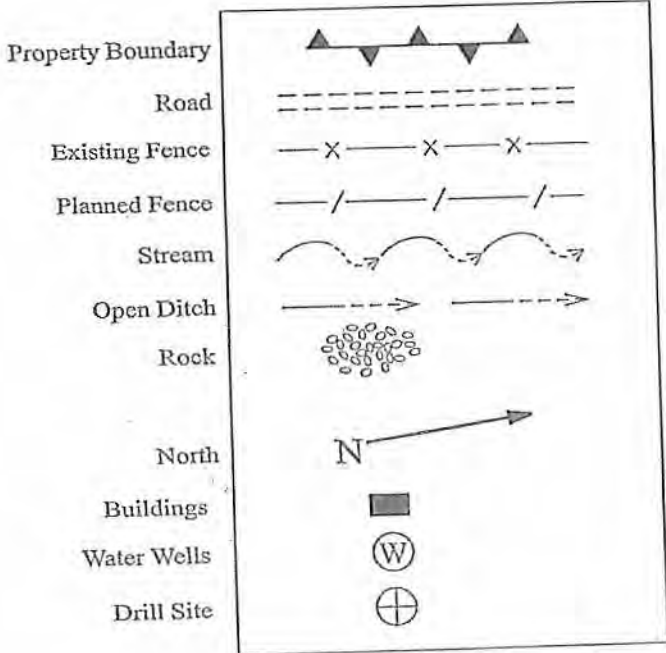 Property Boundary
Road
Existing Fence
Planned Fence
Stream
Open Ditch
Rock
North N
Buildings
Water Wells W
Drill Site